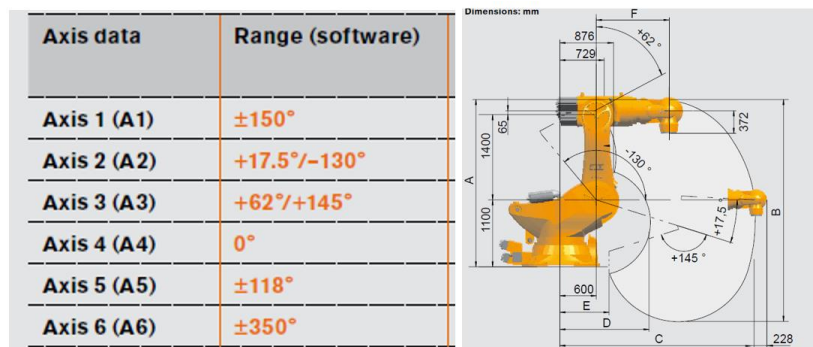 Axis data Range (software)
Axis 1 (A1) ±150°
Axis 2 (A2) +17.5°/–130°
Axis 3 (A3) +62°/+145°
Axis 4 (A4) 0°
Axis 5 (A5) ±118°
Axis 6 (A6) ±350°
Dimensions: mm
F
876
+62°
729
65
372
1400
-130°
A
B
+17,5°
1100
+145 °
600
E
D
C
228